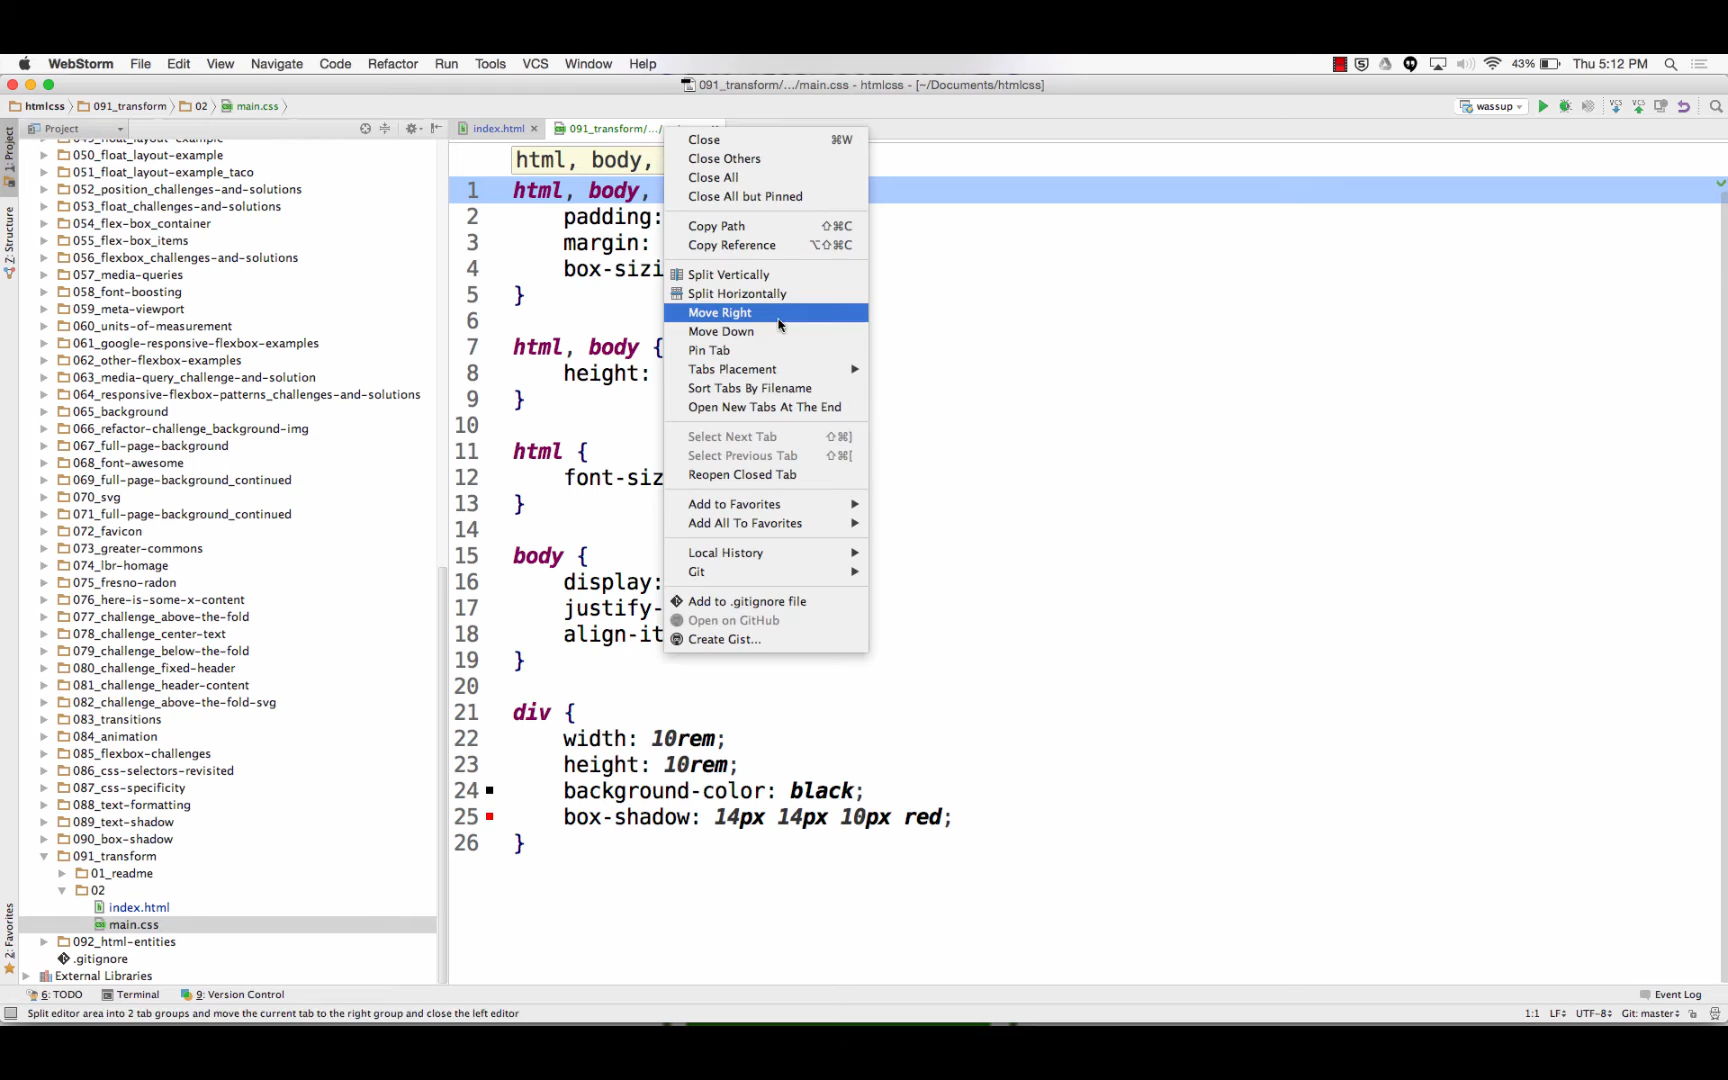 WebStorm File Edit View Navigate Code Refactor Run Tools VCS Window Help 43% Thu 5:12 PM
091_transform/.../main.css - htmlcss - [~/Documents/htmlcss]
htmlcss 091_transform 02 main.css wassup
Project index.html 091_transform/.../
1: Project
Z: Structure
2: Favorites
050_float_layout-example
051_float_layout-example_taco
052_position_challenges-and-solutions
053_float_challenges-and-solutions
054_flex-box_container
055_flex-box_items
056_flexbox_challenges-and-solutions
057_media-queries
058_font-boosting
059_meta-viewport
060_units-of-measurement
061_google-responsive-flexbox-examples
062_other-flexbox_examples
063_media-query_challenge-and-solution
064_responsive-flexbox-patterns_challenges-and-solutions
065_background
066_refactor-challenge_background-img
067_full-page-background
068_font-awesome
069_full-page-background_continued
070_svg
071_full-page-background_continued
072_favicon
073_greater-commons
074_lbr-homage
075_fresno-radon
076_here-is-some-x-content
077_challenge_above-the-fold
078_challenge_center-text
079_challenge_below-the-fold
080_challenge_fixed-header
081_challenge_header-content
082_challenge_above-the-fold-svg
083_transitions
084_animation
085_flexbox-challenges
086_css-selectors-revisited
087_css-specificity
088_text-formatting
089_text-shadow
090_box-shadow
091_transform
01_readme
02
index.html
main.css
092_html-entities
.gitignore
External Libraries
html, body,
1 html, body,
2 padding:
3 margin:
4 box-sizi
5 }
6
7 html, body {
8 height:
9 }
10
11 html {
12 font-siz
13 }
14
15 body {
16 display:
17 justify-
18 align-it
19 }
20
21 div {
22 width: 10rem;
23 height: 10rem;
24 background-color: black;
25 box-shadow: 14px 14px 10px red;
26 }
Close ⌘W
Close Others
Close All
Close All but Pinned
Copy Path ⇧⌘C
Copy Reference ⌥⇧⌘C
Split Vertically
Split Horizontally
Move Right
Move Down
Pin Tab
Tabs Placement
Sort Tabs By Filename
Open New Tabs At The End
Select Next Tab ⇧⌘]
Select Previous Tab ⇧⌘[
Reopen Closed Tab
Add to Favorites
Add All To Favorites
Local History
Git
Add to .gitignore file
Open on GitHub
Create Gist...
6: TODO Terminal 9: Version Control Event Log
Split editor area into 2 tab groups and move the current tab to the right group and close the left editor 1:1 LF÷ UTF-8÷ Git: master÷